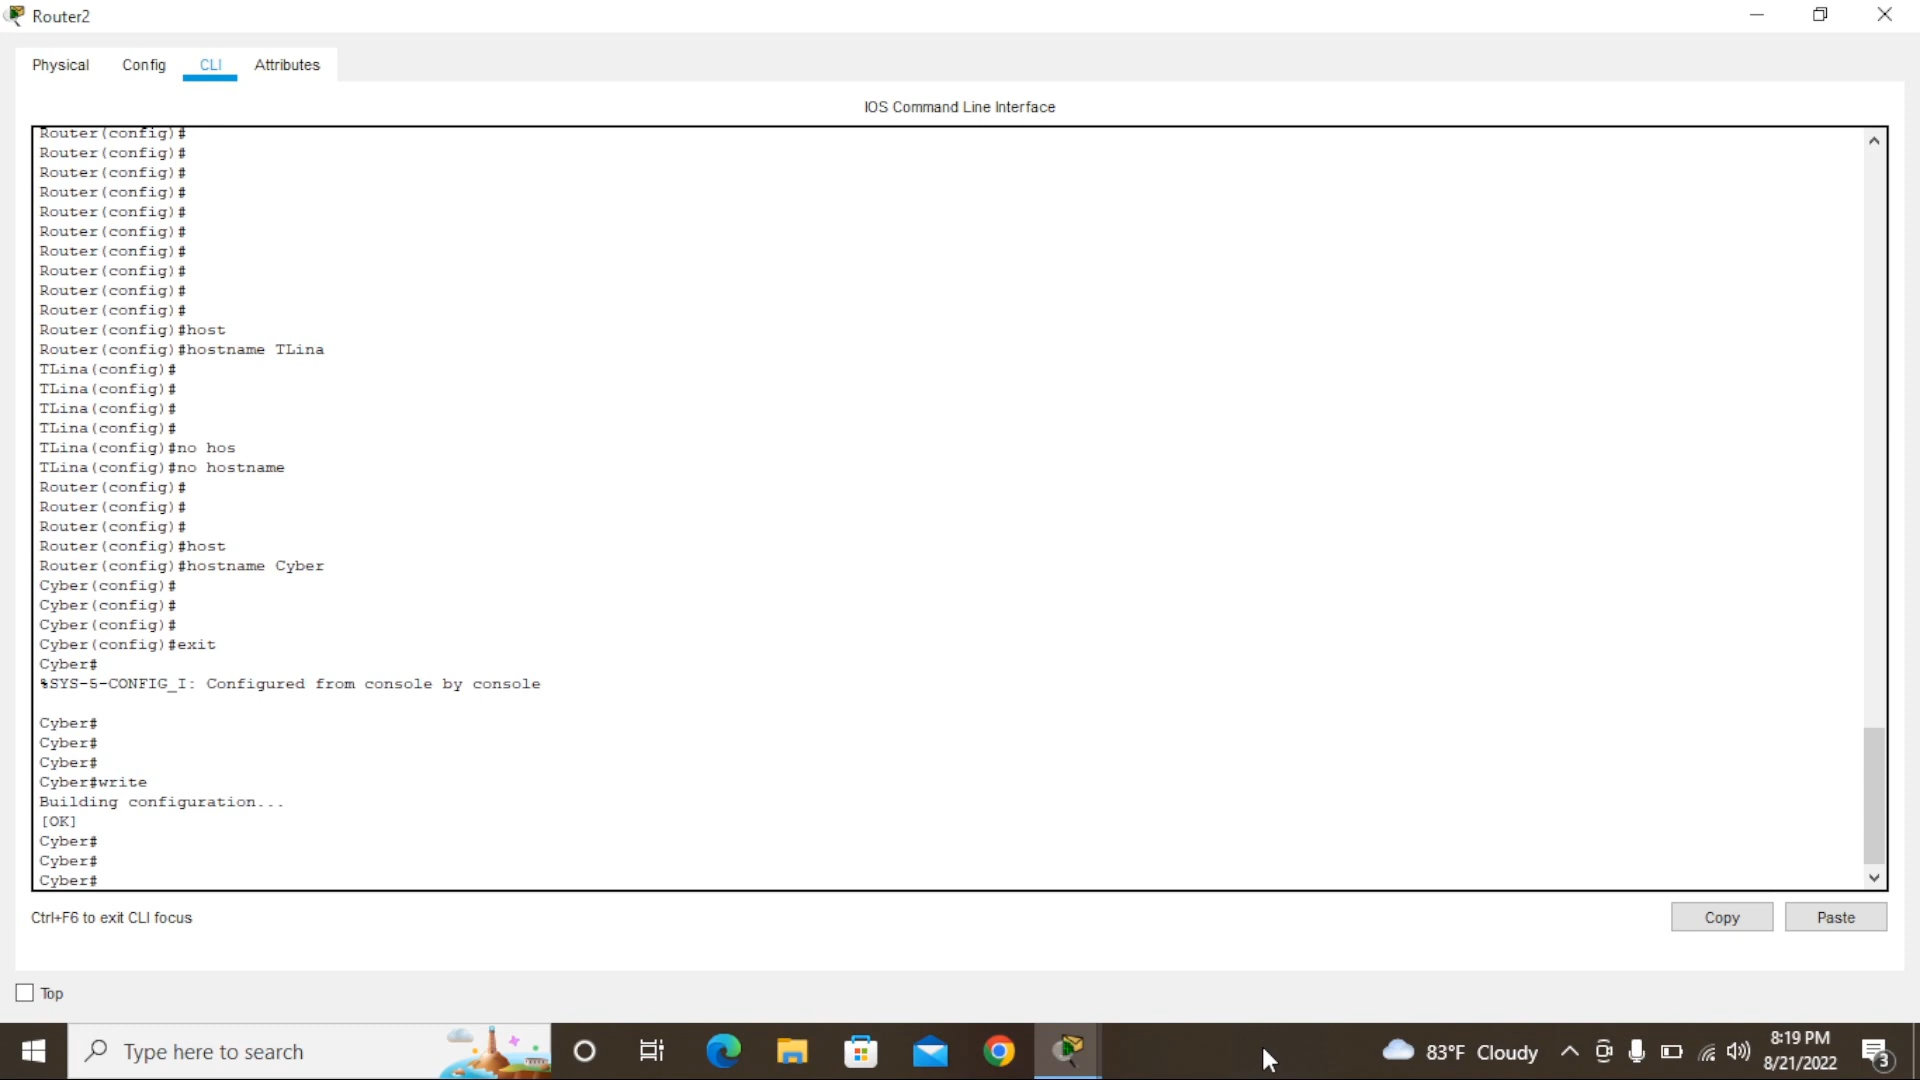 Router2
Physical Config CLI Attributes
IOS Command Line Interface
Router(config)#
Router(config)#
Router(config)#
Router(config)#
Router(config)#
Router(config)#
Router(config)#
Router(config)#
Router(config)#
Router(config)#
Router(config)#host
Router(config)#hostname TLina
TLina(config)#
TLina(config)#
TLina(config)#
TLina(config)#
TLina(config)#no hos
TLina(config)#no hostname
Router(config)#
Router(config)#
Router(config)#
Router(config)#host
Router(config)#hostname Cyber
Cyber(config)#
Cyber(config)#
Cyber(config)#
Cyber(config)#exit
Cyber#
%SYS-5-CONFIG_I: Configured from console by console
Cyber#
Cyber#
Cyber#
Cyber#write
Building configuration...
[OK]
Cyber#
Cyber#
Cyber#
Ctrl+F6 to exit CLI focus
Copy Paste
Top
Type here to search
83°F Cloudy
8:19 PM
8/21/2022
3